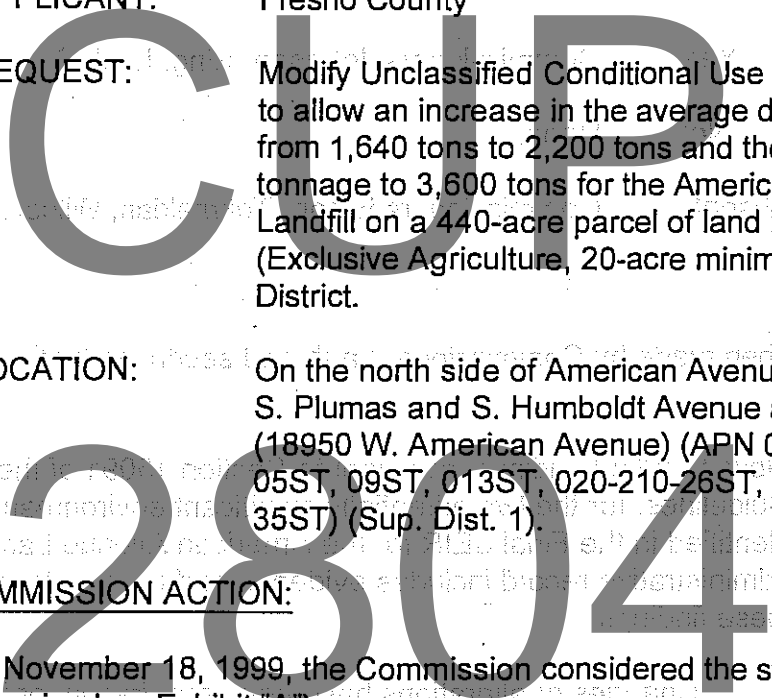 PLICANT: Fresno County
EQUEST: Modify Unclassified Conditional Use
to allow an increase in the average d
from 1,640 tons to 2,200 tons and the
tonnage to 3,600 tons for the Americ
Landfill on a 440-acre parcel of land
(Exclusive Agriculture, 20-acre minim
District.
OCATION: On the north side of American Avenu
S. Plumas and S. Humboldt Avenue a
(18950 W. American Avenue) (APN 0
05ST, 09ST, 013ST, 020-210-26ST,
35ST) (Sup. Dist. 1).
MMISSION ACTION:
November 18, 1999, the Commission considered the s
CUP
2804